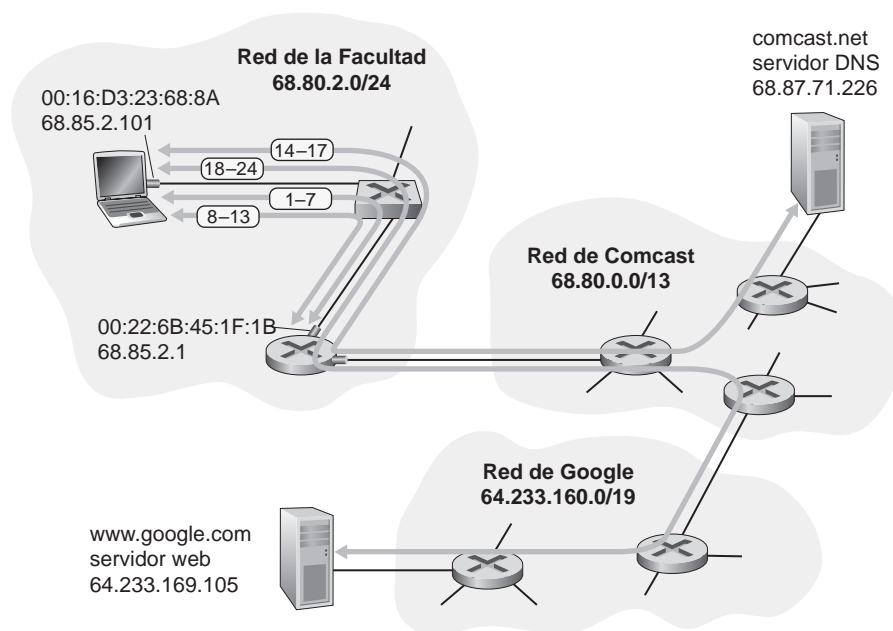 Red de la Facultad
68.80.2.0/24
comcast.net
servidor DNS
68.87.71.226
00:16:D3:23:68:8A
68.85.2.101
14–17
18–24
1–7
8–13
Red de Comcast
68.80.0.0/13
00:22:6B:45:1F:1B
68.85.2.1
Red de Google
64.233.160.0/19
www.google.com
servidor web
64.233.169.105